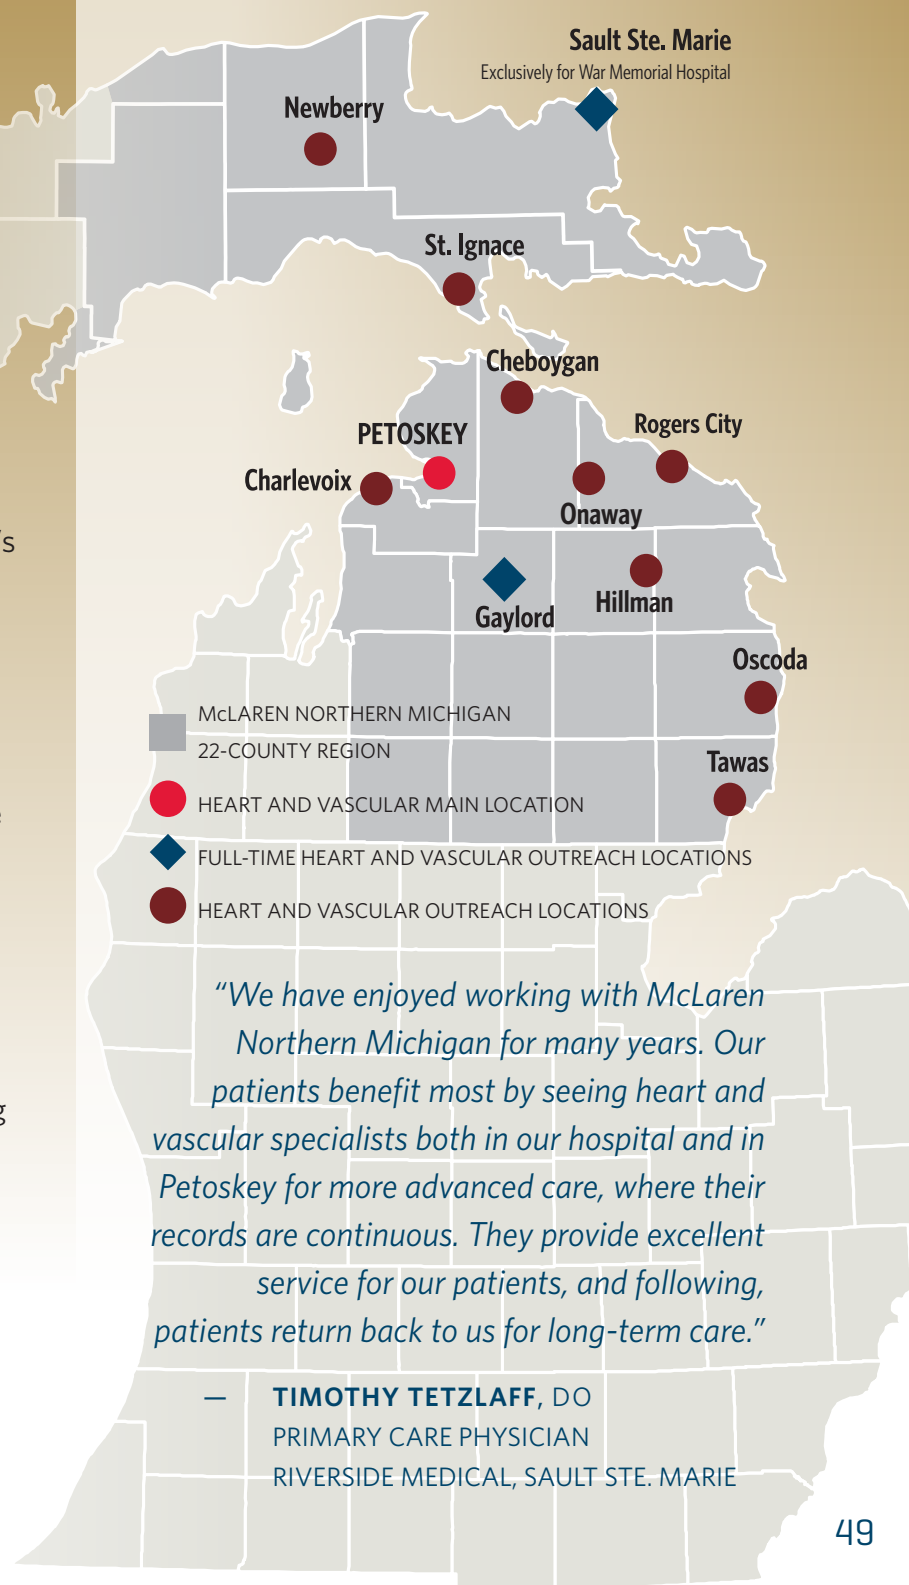 Sault Ste. Marie
Exclusively for War Memorial Hospital
Newberry
St. Ignace
Cheboygan
Rogers City
PETOSKEY
Charlevoix
Onaway
’s
Gaylord
Hillman
Oscoda
McLAREN NORTHERN MICHIGAN
22-COUNTY REGION
Tawas
HEART AND VASCULAR MAIN LOCATION
FULL-TIME HEART AND VASCULAR OUTREACH LOCATIONS
HEART AND VASCULAR OUTREACH LOCATIONS
“We have enjoyed working with McLaren
Northern Michigan for many years. Our
patients benefit most by seeing heart and
g
vascular specialists both in our hospital and in
Petoskey for more advanced care, where their
records are continuous. They provide excellent
service for our patients, and following,
patients return back to us for long-term care.”
— TIMOTHY TETZLAFF, DO
PRIMARY CARE PHYSICIAN
RIVERSIDE MEDICAL, SAULT STE. MARIE
49